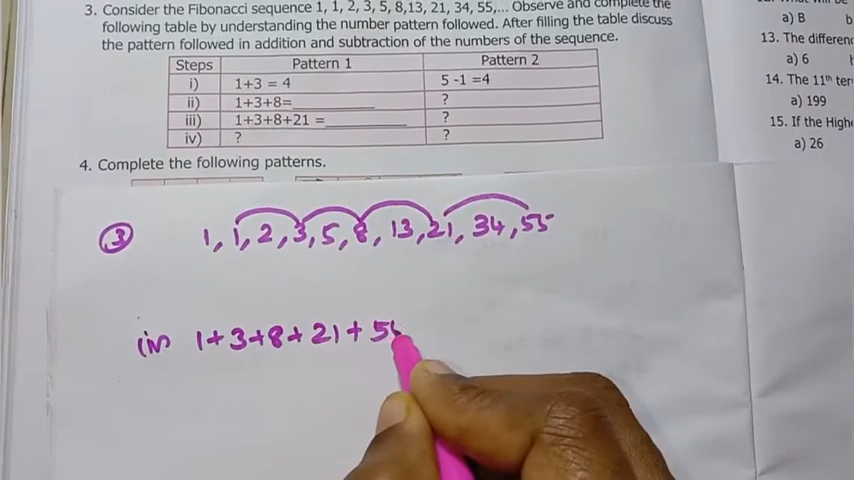 3. Consider the Fibonacci sequence 1, 1, 2, 3, 5, 8,13, 21, 34, 55,... Observe and complete the
following table by understanding the number pattern followed. After filling the table discuss
the pattern followed in addition and subtraction of the numbers of the sequence.
Steps Pattern 1 Pattern 2
i) 1+3 = 4 5 -1 =4
ii) 1+3+8=__________ ?
iii) 1+3+8+21 =__________ ?
iv) ? ?
4. Complete the following patterns.
a) B b
13. The differenc
a) 6
14. The 11th ter
a) 199
15. If the High
a) 26
3 1, 1, 2, 3, 5, 8, 13, 21, 34, 55
1+3+8+21+